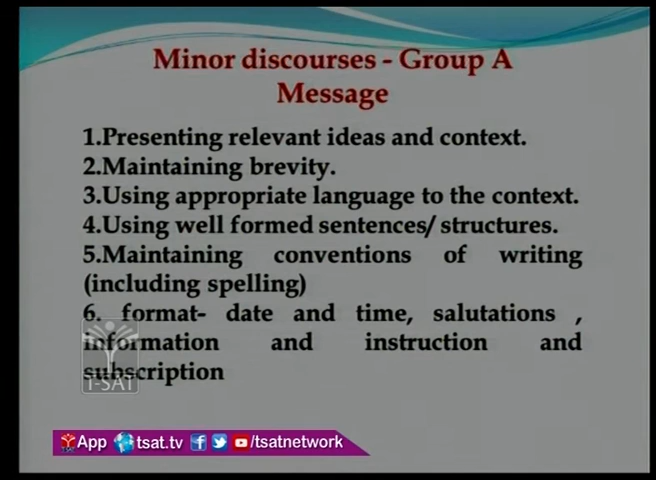 Minor discourses - Group A
Message
1.Presenting relevant ideas and context.
2.Maintaining brevity.
3.Using appropriate language to the context.
4.Using well formed sentences/ structures.
5.Maintaining conventions of writing
(including spelling)
6. format- date and time, salutations ,
information and instruction and
subscription
T-SAT
App tsat.tv /tsatnetwork